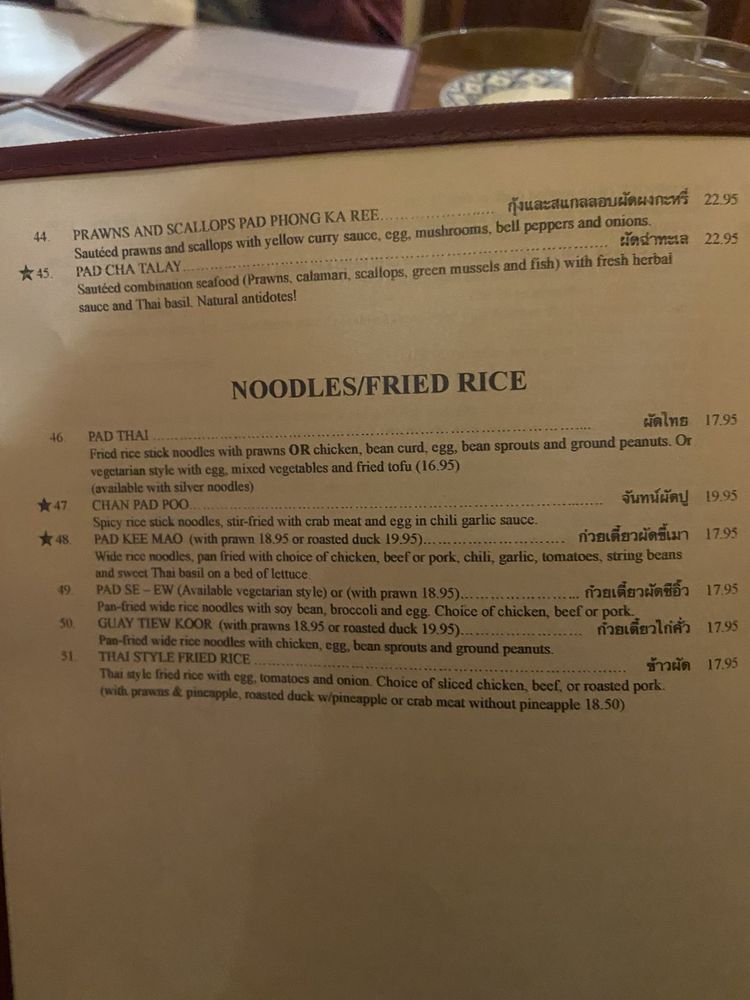 44. PRAWNS AND SCALLOPS PAD PHONG KA REE.......................... กุ้งและสแกลลอบผัดผงกะหรี่ 22.95
Sautéed prawns and scallops with yellow curry sauce, egg, mushrooms, bell peppers and onions.
★45. PAD CHA TALAY.......................... ผัดฉ่าทะเล 22.95
Sautéed combination seafood (Prawns, calamari, scallops, green mussels and fish) with fresh herbal
sauce and Thai basil. Natural antidotes!
NOODLES/FRIED RICE
46. PAD THAI .......................... ผัดไทย 17.95
Fried rice stick noodles with prawns OR chicken, bean curd, egg, bean sprouts and ground peanuts. Or
vegetarian style with egg, mixed vegetables and fried tofu (16.95)
(available with silver noodles)
★47. CHAN PAD POO.......................... จันทน์ผัดปู 19.95
Spicy rice stick noodles, stir-fried with crab meat and egg in chili garlic sauce.
★48. PAD KEE MAO (with prawn 18.95 or roasted duck 19.95).......................... ก๋วยเตี๋ยวผัดขี้เมา 17.95
Wide rice noodles, pan fried with choice of chicken, beef or pork, chili, garlic, tomatoes, string beans
and sweet Thai basil on a bed of lettuce.
49. PAD SE – EW (Available vegetarian style) or (with prawn 18.95).......................... ก๋วยเตี๋ยวผัดซีอิ๊ว 17.95
Pan-fried wide rice noodles with soy bean, broccoli and egg. Choice of chicken, beef or pork.
50. GUAY TIEW KOOR (with prawns 18.95 or roasted duck 19.95).......................... ก๋วยเตี๋ยวไก่คั่ว 17.95
Pan-fried wide rice noodles with chicken, egg, bean sprouts and ground peanuts.
51. THAI STYLE FRIED RICE .......................... ข้าวผัด 17.95
Thai style fried rice with egg, tomatoes and onion. Choice of sliced chicken, beef, or roasted pork.
(with prawns & pineapple, roasted duck w/pineapple or crab meat without pineapple 18.50)